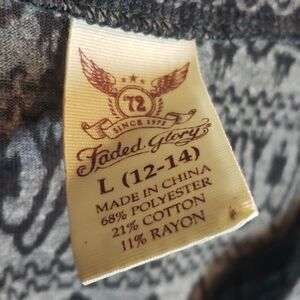 72
SINCE 1972
Faded Glory
L (12-14)
MADE IN CHINA
68% POLYESTER
21% COTTON
11% RAYON